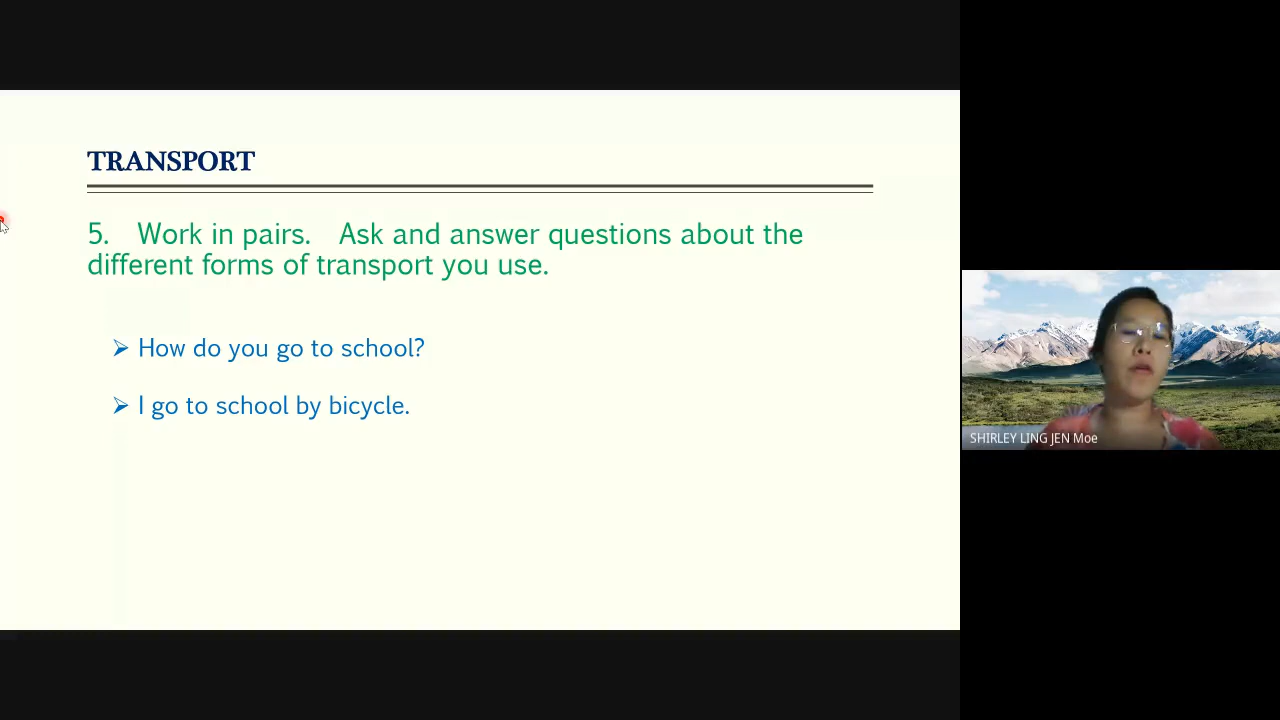 TRANSPORT
5. Work in pairs. Ask and answer questions about the
different forms of transport you use.
➢ How do you go to school?
➢ I go to school by bicycle.
SHIRLEY LING JEN Moe